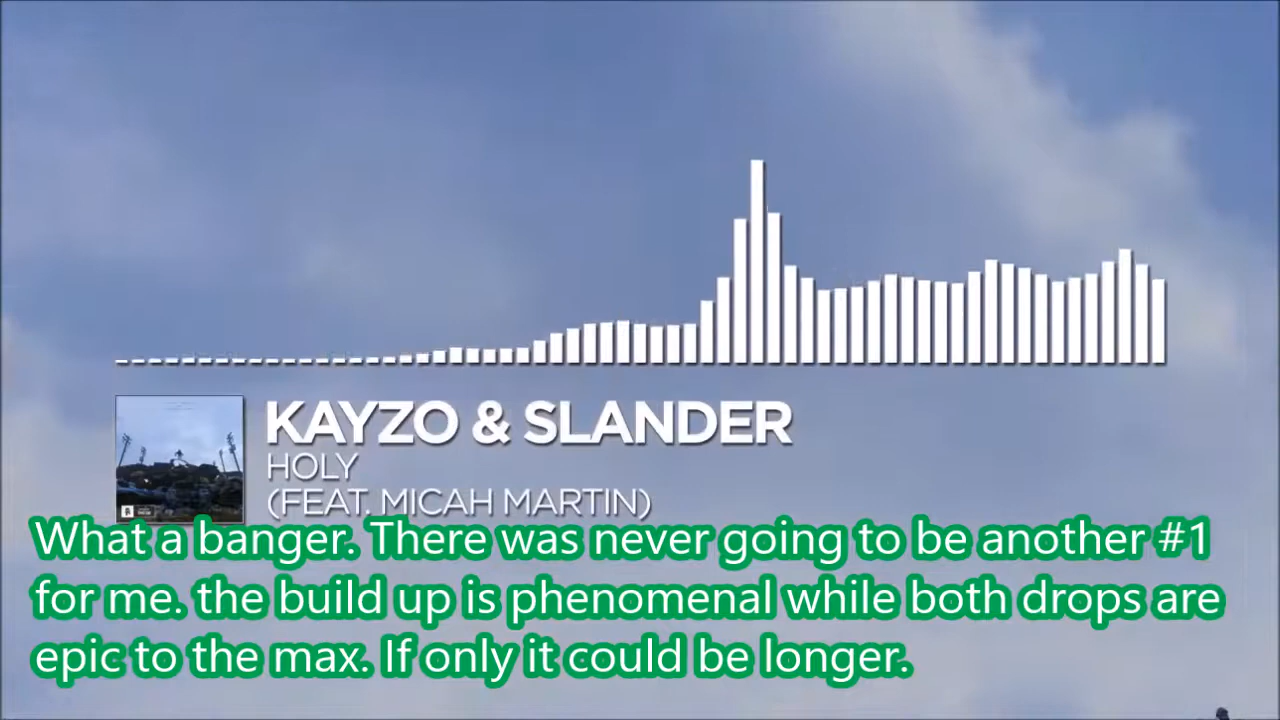 KAYZO & SLANDER
HOLY
(FEAT. MICAH MARTIN)
What a banger. There was never going to be another #1
for me. the build up is phenomenal while both drops are
epic to the max. If only it could be longer.